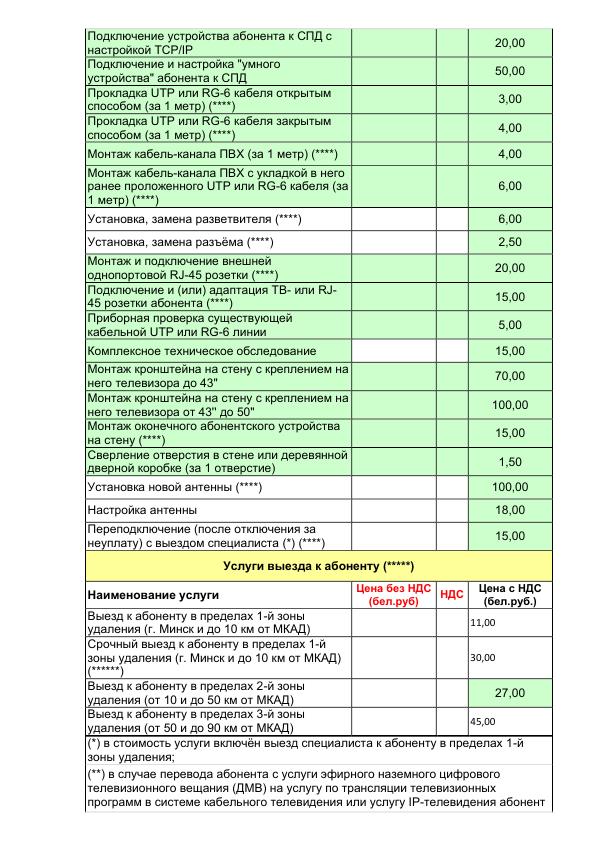 Подключение устройства абонента к СПД с
настройкой TCP/IP
20,00
Подключение и настройка "умного
устройства" абонента к СПД
50,00
Прокладка UTP или RG-6 кабеля открытым
способом (за 1 метр) (****)
3,00
Прокладка UTP или RG-6 кабеля закрытым
способом (за 1 метр) (****)
4,00
Монтаж кабель-канала ПВХ (за 1 метр) (****)
4,00
Монтаж кабель-канала ПВХ с укладкой в него
ранее проложенного UTP или RG-6 кабеля (за
1 метр) (****)
6,00
Установка, замена разветвителя (****)
6,00
Установка, замена разъёма (****)
2,50
Монтаж и подключение внешней
однопортовой RJ-45 розетки (****)
20,00
Подключение и (или) адаптация ТВ- или RJ-
45 розетки абонента (****)
15,00
Приборная проверка существующей
кабельной UTP или RG-6 линии
5,00
Комплексное техническое обследование
15,00
Монтаж кронштейна на стену с креплением на
него телевизора до 43"
70,00
Монтаж кронштейна на стену с креплением на
него телевизора от 43" до 50"
100,00
Монтаж оконечного абонентского устройства
на стену (****)
15,00
Сверление отверстия в стене или деревянной
дверной коробке (за 1 отверстие)
1,50
Установка новой антенны (****)
100,00
Настройка антенны
18,00
Переподключение (после отключения за
неуплату) с выездом специалиста (*) (****)
15,00
Услуги выезда к абоненту (*****)
Наименование услуги
Цена без НДС
(бел.руб)
НДС
Цена с НДС
(бел.руб.)
Выезд к абоненту в пределах 1-й зоны
удаления (г. Минск и до 10 км от МКАД)
11,00
Срочный выезд к абоненту в пределах 1-й
зоны удаления (г. Минск и до 10 км от МКАД)
(******)
30,00
Выезд к абоненту в пределах 2-й зоны
удаления (от 10 и до 50 км от МКАД)
27,00
Выезд к абоненту в пределах 3-й зоны
удаления (от 50 и до 90 км от МКАД)
45,00
(*) в стоимость услуги включён выезд специалиста к абоненту в пределах 1-й
зоны удаления;
(**) в случае перевода абонента с услуги эфирного наземного цифрового
телевизионного вещания (ДМВ) на услугу по трансляции телевизионных
программ в системе кабельного телевидения или услугу IP-телевидения абонент